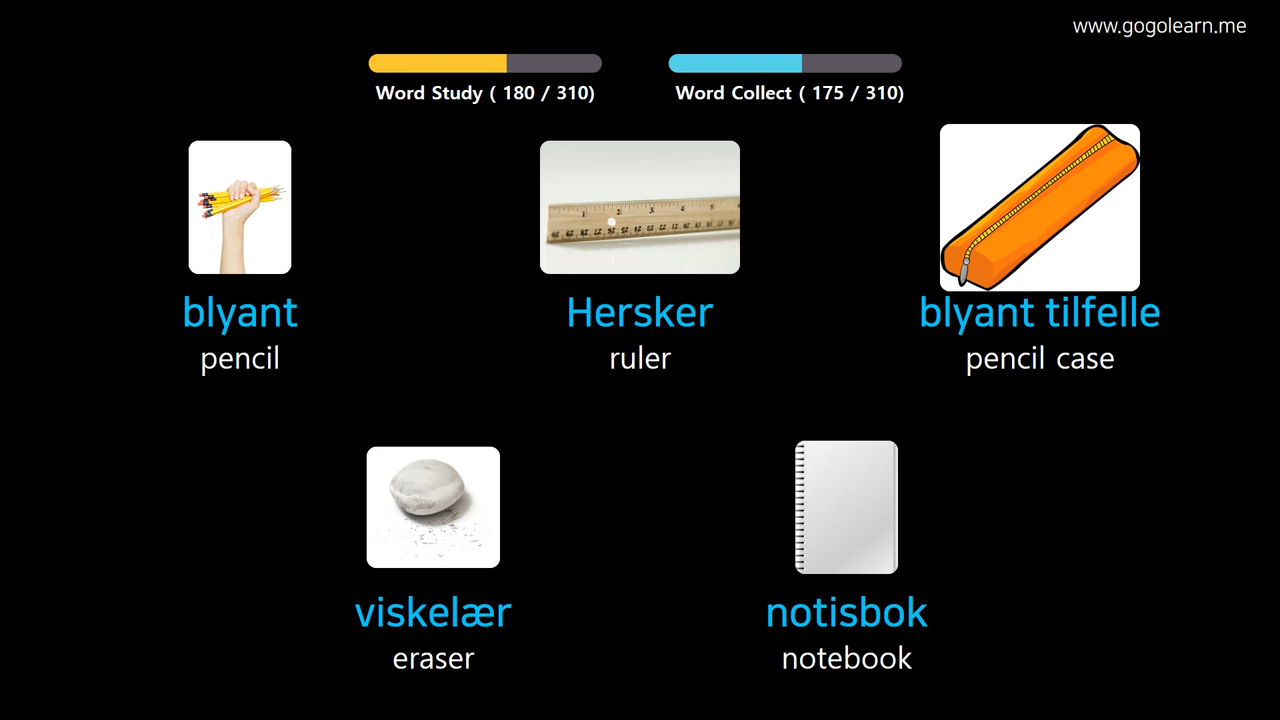 www.gogolearn.me
Word Study ( 180 / 310)
Word Collect ( 175 / 310)
blyant
pencil
Hersker
ruler
blyant tilfelle
pencil case
viskelær
eraser
notisbok
notebook